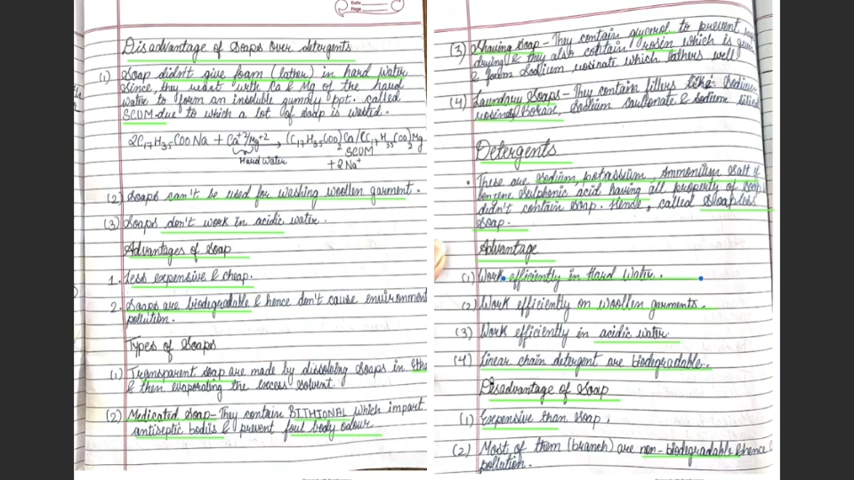 Date
Page
Disadvantage of Soaps over detergents
(1) Soap didn't give foam (lather) in hard water
Since, they react with Ca & Mg of the hard
water to form an insoluble gummy ppt. called
SCUM due to which a lot of soap is wasted.
2C17H35COONa + Ca+2/Mg+2 → (C17H35COO)2Ca/(C17H35COO)2Mg
Hard Water
SCUM
+ 2Na+
(2) Soaps can't be used for washing woollen garment.
(3) Soaps don't work in acidic water.
Advantages of Soap
1. Less expensive & cheap.
2. Soaps are biodegradable & hence don't cause environment
pollution.
Types of Soaps
(1) Transparent soap are made by dissolving soaps in
& then evaporating the excess solvent.
(2) Medicated Soap- They contain BITHIONAL which impart
antiseptic & prevent foul body odour
(3) Shaving Soap - They contain glycerol to prevent
drying & they also contain rosin which is
& form sodium rosinate which lathers well
(4) Laundary Soaps- They contain fillers like Sodium
Borax, Sodium carbonate & sodium
Detergents
• These are sodium, potassium, Ammonium salt of
benzene sulphonic acid having all property of Soap
didn't contain soap. Hence, called Soapless
Soap.
Advantage
(1) Work efficiently in Hard Water.
(2) Work efficiently on woollen garments.
(3) Work efficiently in acidic water
(4) Linear chain detergent are biodegradable.
Disadvantage of Soap
(1) Expensive than soap.
(2) Most of them (branch) are non-biodegradable & hence
pollution.